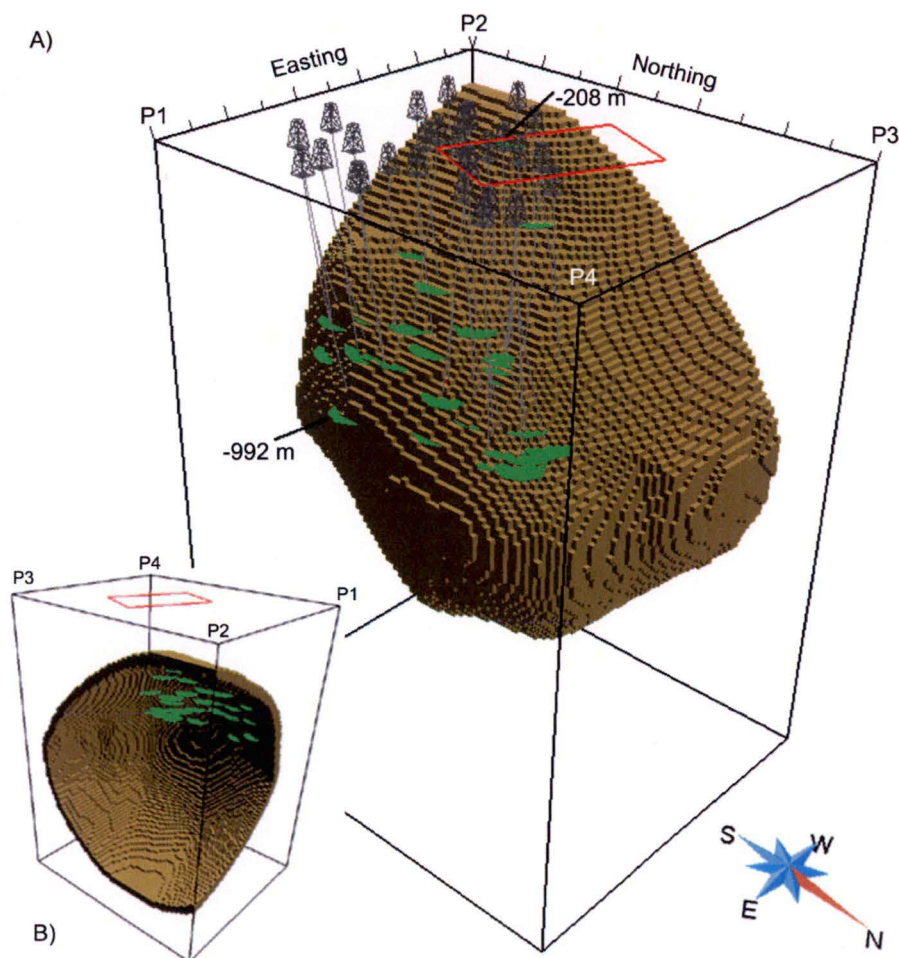 A)
P2
Easting
Northing
P1
-208 m
P3
P4
-992 m
P4
P3
P1
P2
S
W
E
N
B)